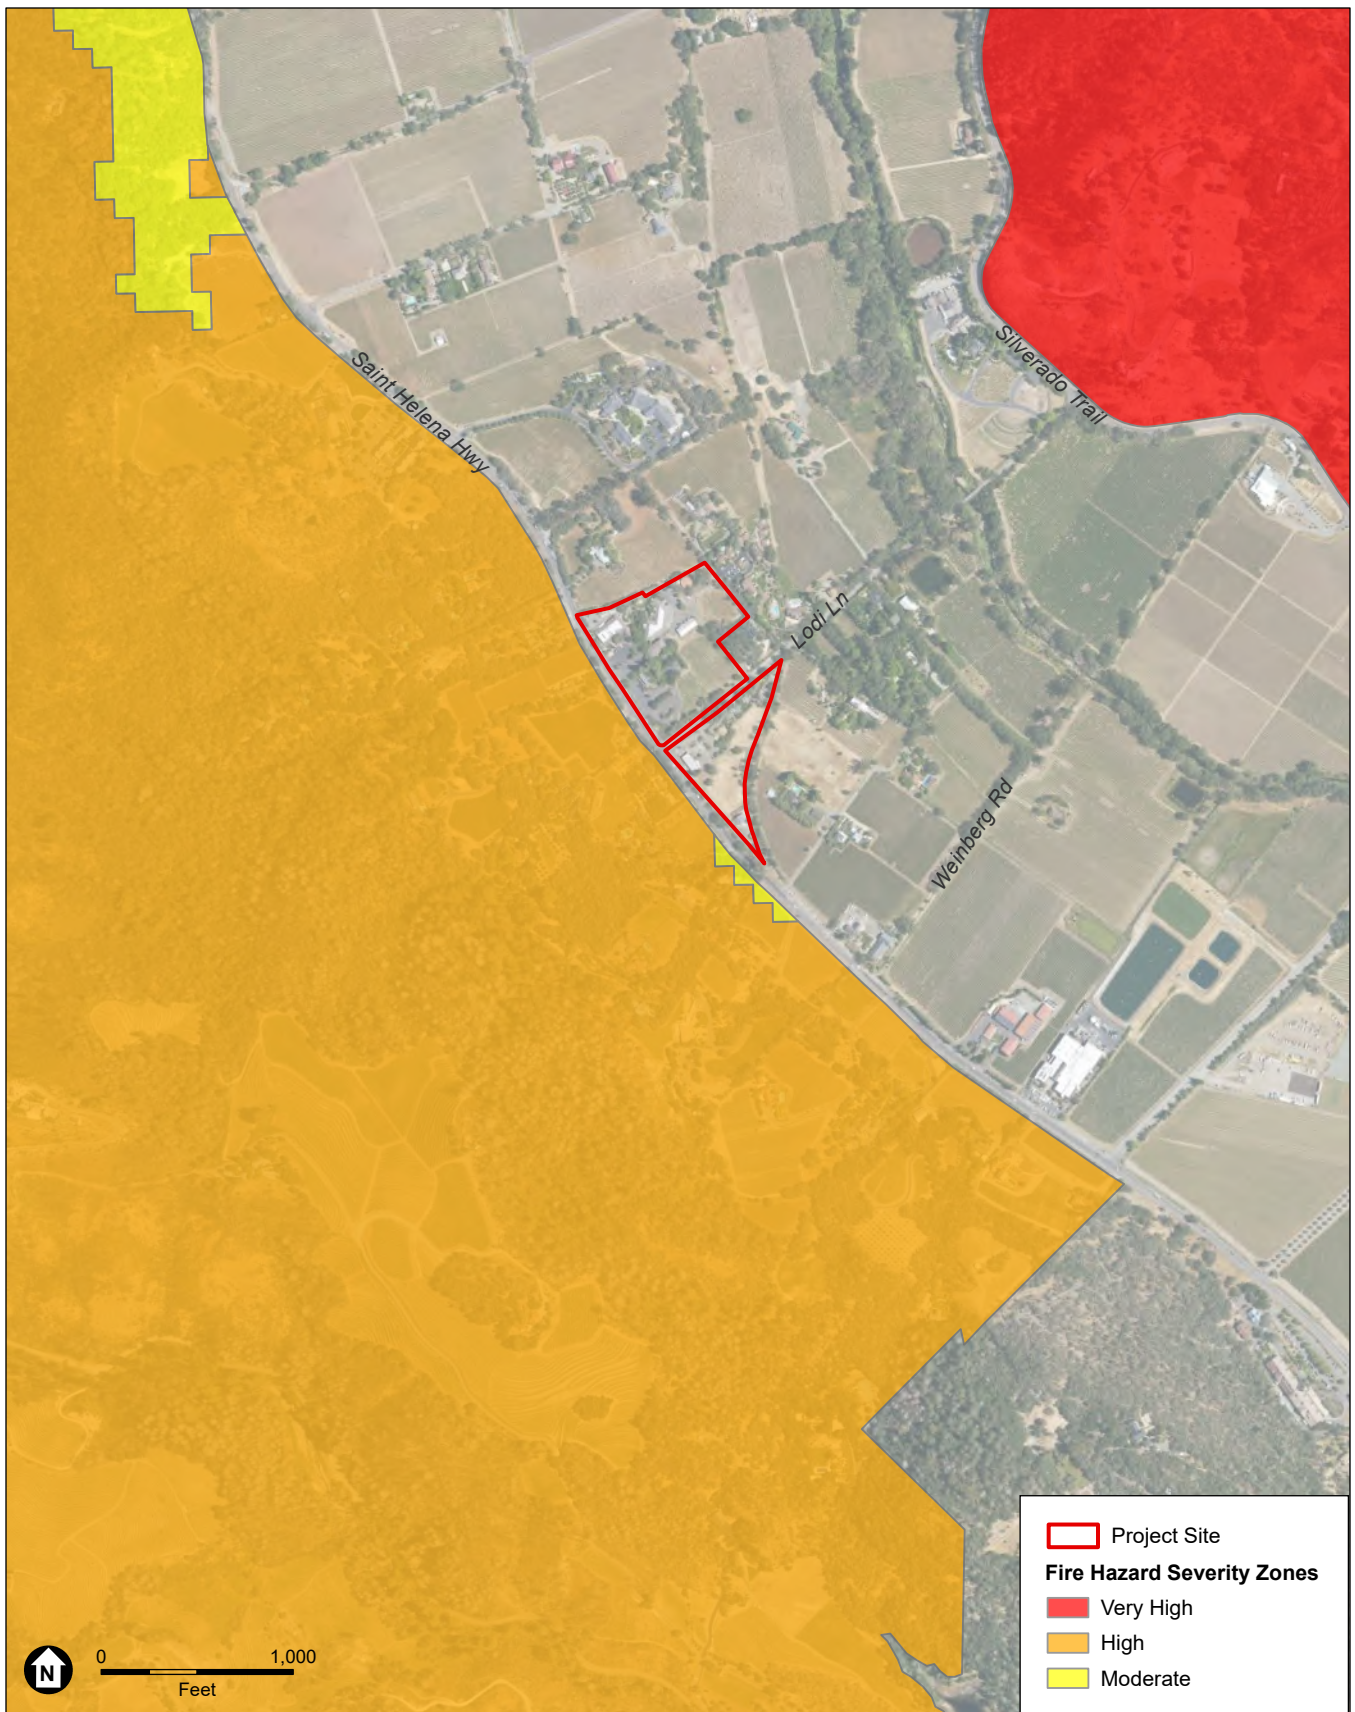 Saint Helena Hwy
Silverado Trail
Lodi Ln
Weinberg Rd
Project Site
Fire Hazard Severity Zones
Very High
High
Moderate
N
0 1,000
Feet